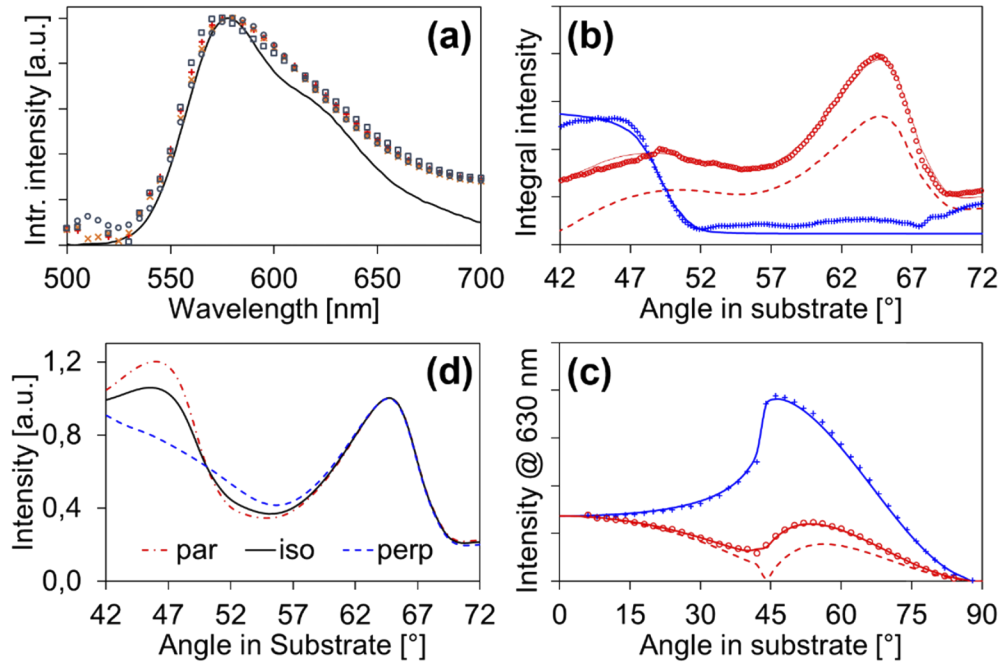 (a)
Intr. intensity [a.u.]
500 550 600 650 700
Wavelength [nm]
(b)
Integral intensity
42 47 52 57 62 67 72
Angle in substrate [°]
(d)
Intensity [a.u.]
1,2
0,8
0,4
0,0
par iso perp
42 47 52 57 62 67 72
Angle in Substrate [°]
(c)
Intensity @ 630 nm
0 15 30 45 60 75 90
Angle in substrate [°]